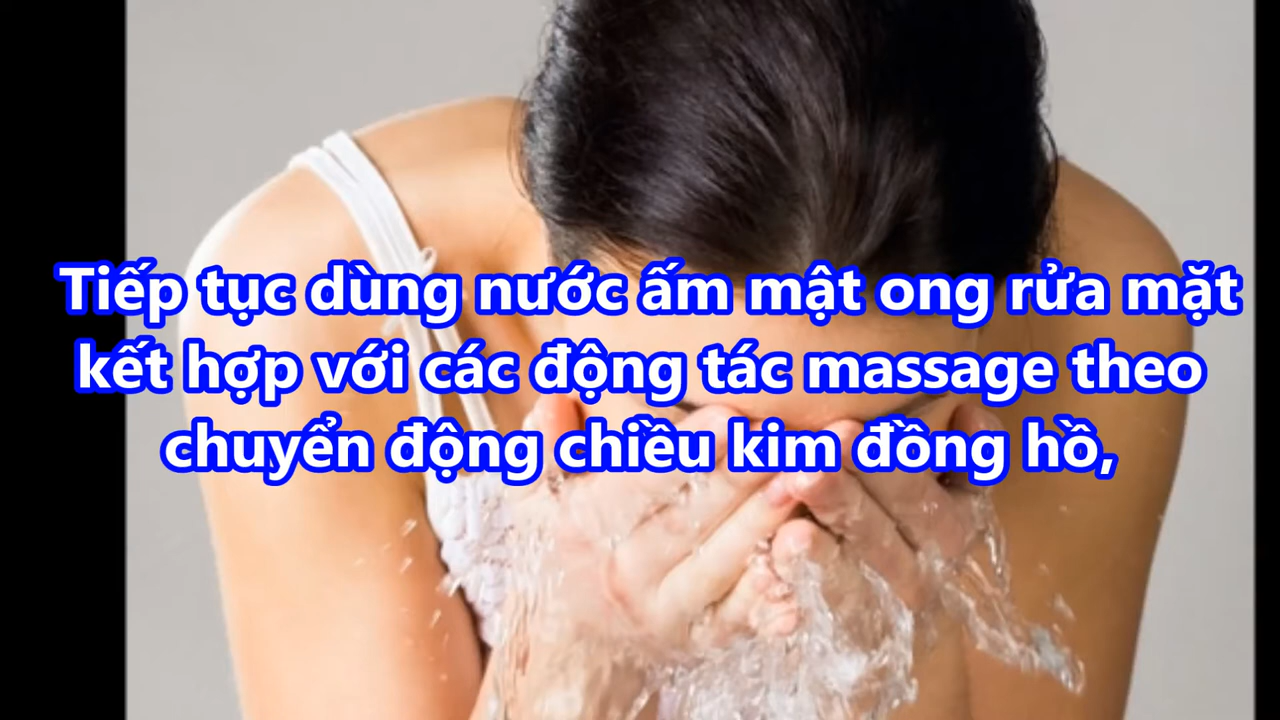 Tiếp tục dùng nước ấm mật ong rửa mặt
kết hợp với các động tác massage theo
chuyển động chiều kim đồng hồ,